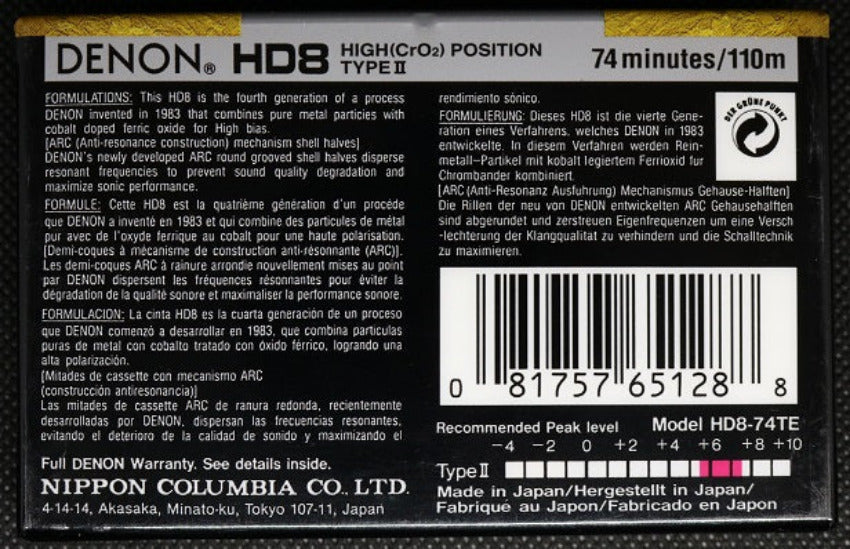 DENON® HD8 HIGH(CrO2) POSITION TYPE II 74 minutes/110m
FORMULATIONS: This HD8 is the fourth generation of a process
DENON invented in 1983 that combines pure metal particies with
cobalt doped ferric oxide for High bias.
[ARC (Anti-resonance construction) mechanism shell halves]
DENON's newly developed ARC round grooved shell halves disperse
resonant frequencies to prevent sound quality degradation and
maximize sonic performance.
FORMULE: Cette HD8 est la quatrième génération d'un procéde
que DENON a inventé en 1983 et qui combine des particules de métal
pur avec de l'oxyde ferrique au cobalt pour une haute polarisation.
[Demi-coques à mécanisme de construction anti-résonnante (ARC)].
Les demi-coques ARC à rainure arrondie nouvellement mises au point
par DENON dispersent les fréquences résonnantes pour éviter la
dégradation de la qualité sonore et maximaliser la performance sonore.
FORMULACION: La cinta HD8 es la cuarta generación de un proceso
que DENON comenzó a desarrollar en 1983, que combina particulas
puras de metal con cobalto tratado con óxido férrico, logrando una
alta polarización.
[Mitades de cassette con mecanismo ARC
(construcción antiresonancia)]
Las mitades de cassette ARC de ranura redonda, recientemente
desarrolladas por DENON, dispersan las frecuencias resonantes,
evitando el deterioro de la calidad de sonido y maximizando el
Full DENON Warranty. See details inside.
NIPPON COLUMBIA CO., LTD.
4-14-14, Akasaka, Minato-ku, Tokyo 107-11, Japan
rendimiento sónico.
FORMULIERUNG: Dieses HD8 ist die vierte Gene-
ration eines Verfahrens, welches DENON in 1983
entwickelte. In diesem Verfahren werden Rein-
metall-Partikel mit kobalt legiertem Ferrioxid fur
Chrombander kombiniert.
[ARC (Anti-Resonanz Ausfuhrung) Mechanismus Gehause-Halften]
Die Rillen der neu von DENON entwickelten ARC Gehausehalften
sind abgerundet und zerstreuen Eigenfrequenzen um eine Versch
-lechterung der Klangqualitat zu verhindern und die Schalltechnik
zu maximieren.
DER GRÜNE PUNKT
0 81757 65128 8
Recommended Peak level Model HD8-74TE
-4 -2 0 +2 +4 +6 +8 +10
Type II
Made in Japan/Hergestellt in Japan/
Fabriqué au Japon/Fabricado en Japon